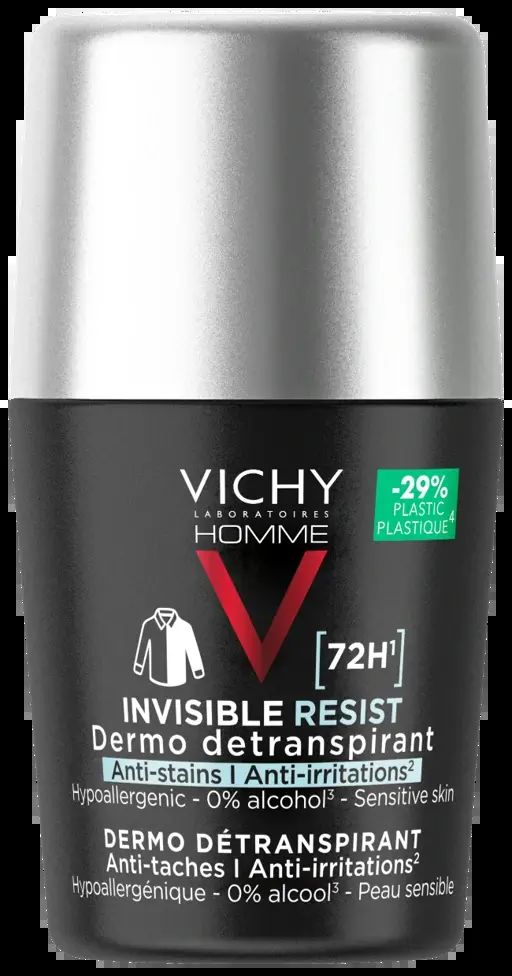 VICHY
LABORATOIRES
HOMME
-29%
PLASTIC
PLASTIQUE⁴
[72H¹]
INVISIBLE RESIST
Dermo detranspirant
Anti-stains | Anti-irritations²
Hypoallergenic - 0% alcohol³ - Sensitive skin
DERMO DÉTRANSPIRANT
Anti-taches | Anti-irritations²
Hypoallergénique - 0% alcool³ - Peau sensible